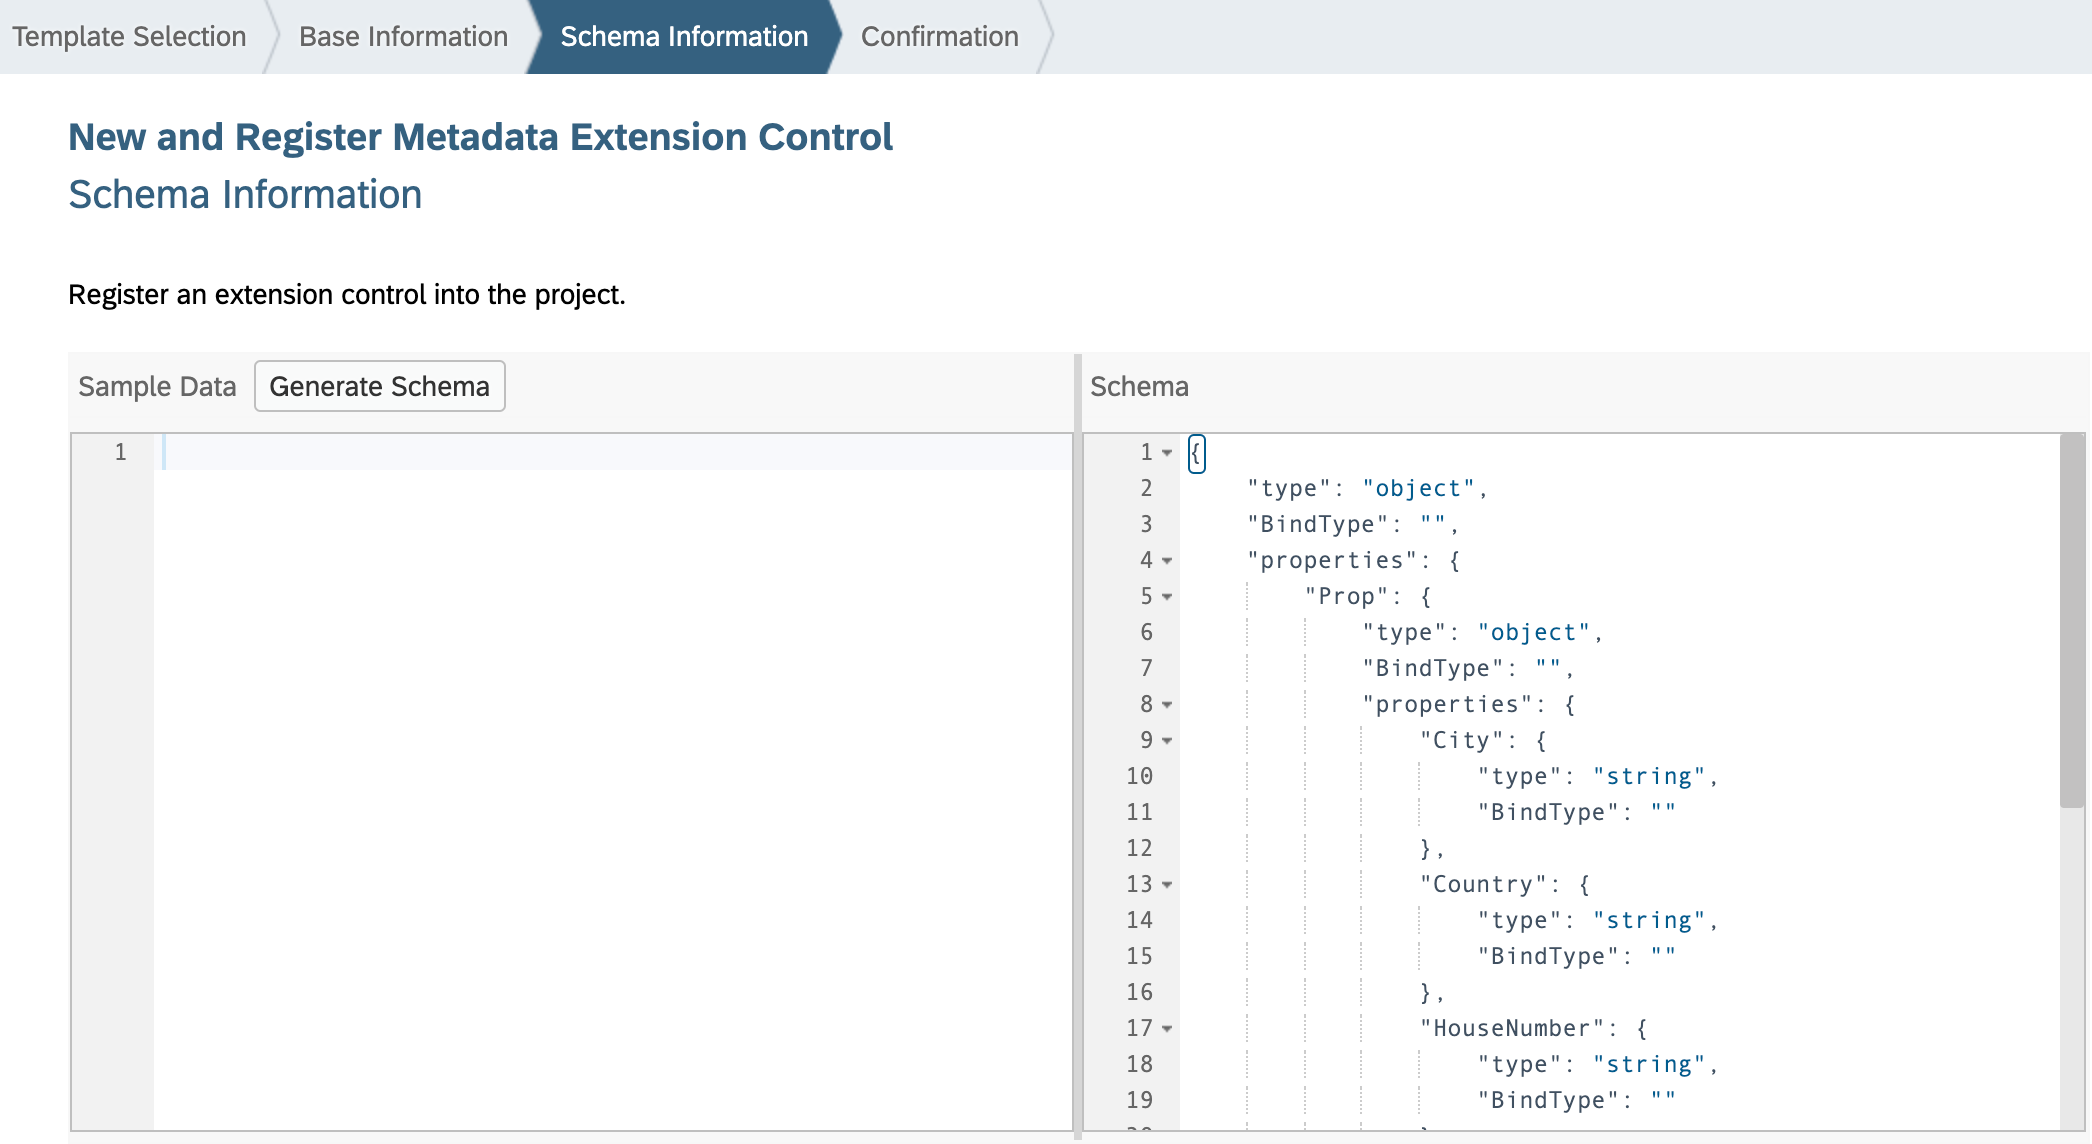 Template Selection Base Information Schema Information Confirmation
New and Register Metadata Extension Control
Schema Information
Register an extension control into the project.
Sample Data Generate Schema
1
Schema
1 {
2 "type": "object",
3 "BindType": "",
4 "properties": {
5 "Prop": {
6 "type": "object",
7 "BindType": "",
8 "properties": {
9 "City": {
10 "type": "string",
11 "BindType": ""
12 },
13 "Country": {
14 "type": "string",
15 "BindType": ""
16 },
17 "HouseNumber": {
18 "type": "string",
19 "BindType": ""